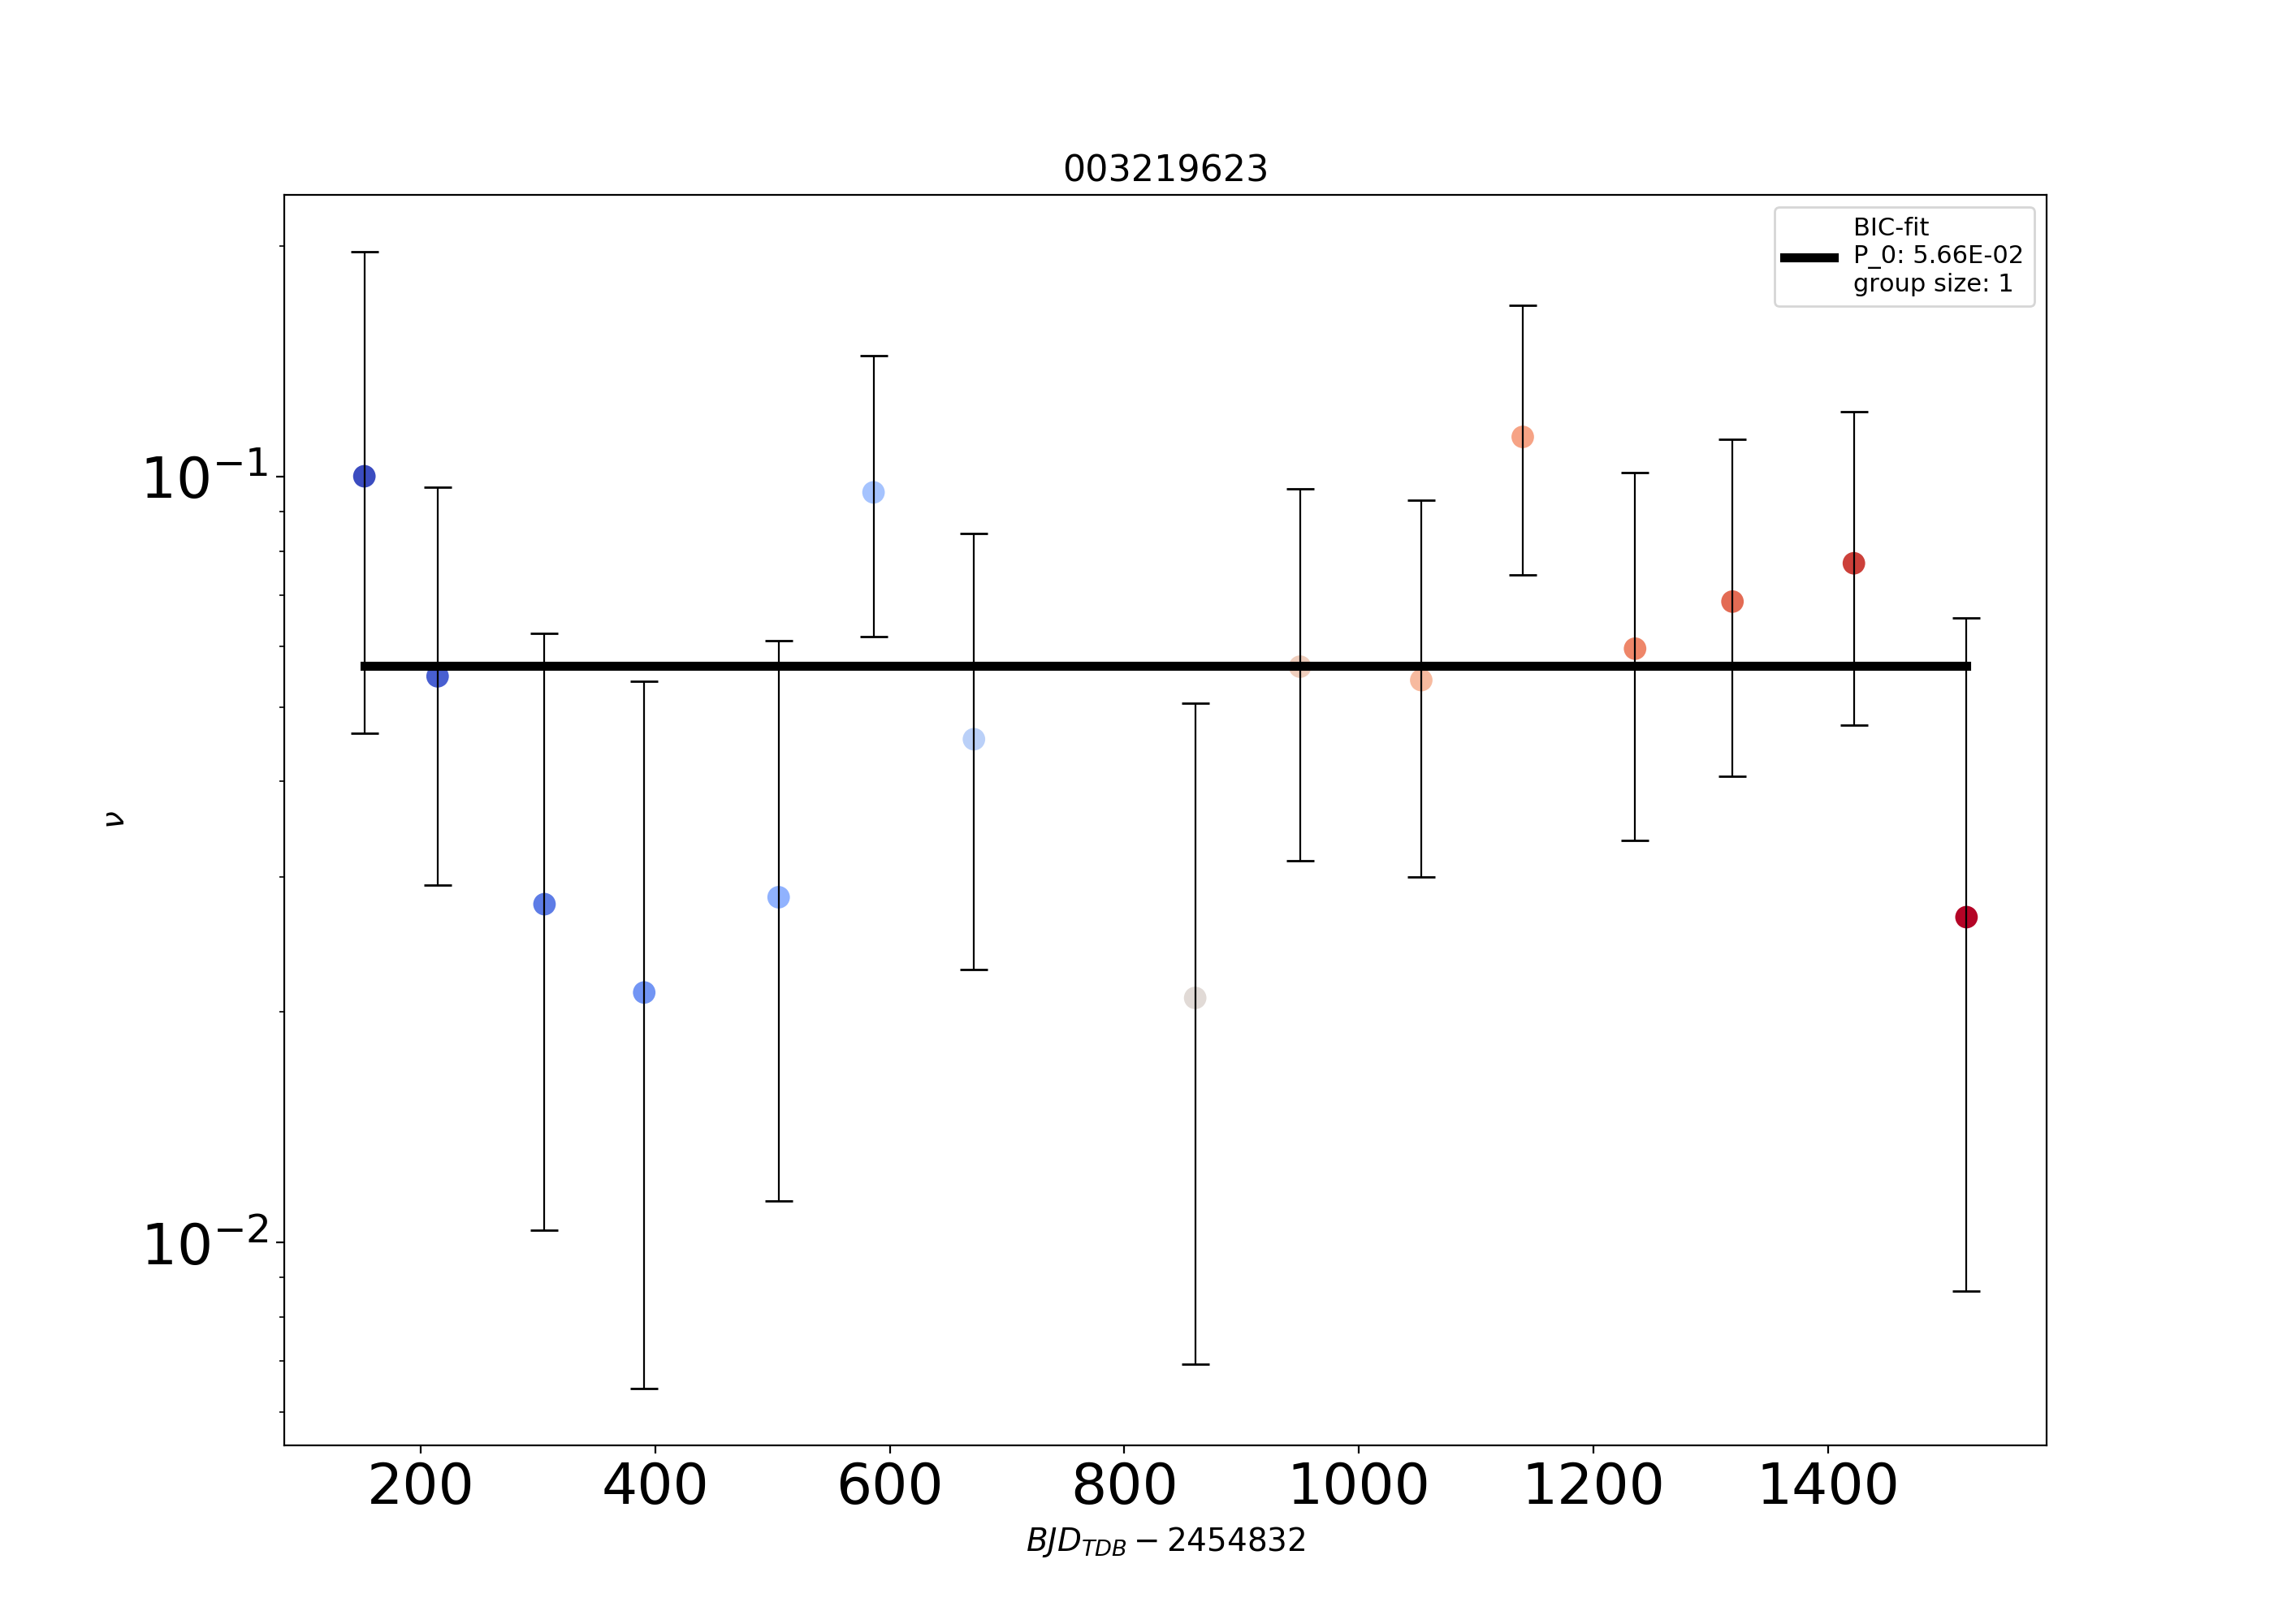 003219623
BIC-fit
P_0: 5.66E-02
group size: 1
10⁻¹
10⁻²
ν
200 400 600 800 1000 1200 1400
BJD_TDB − 2454832